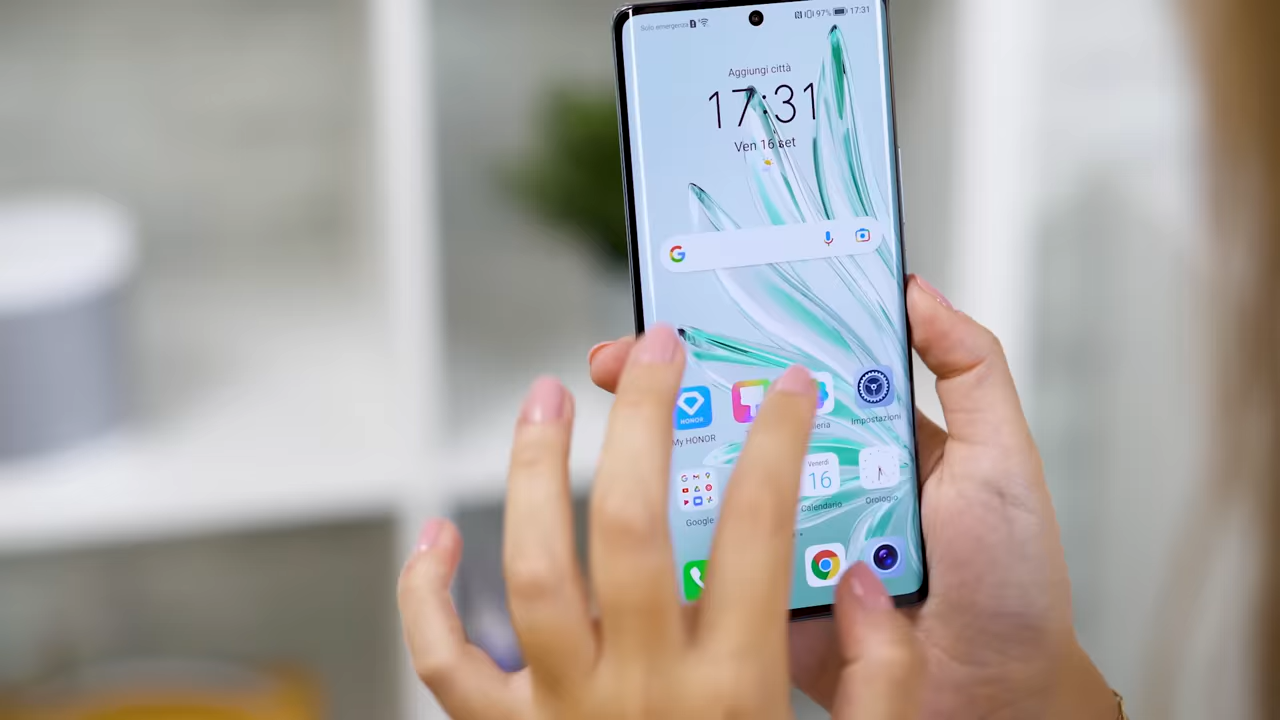 Solo emergenza
97% 17:31
Aggiungi città
17:31
Ven 16 set
G
HONOR
My HONOR
Impostazioni
Venerdì
16
Google
Calendario
Orologio